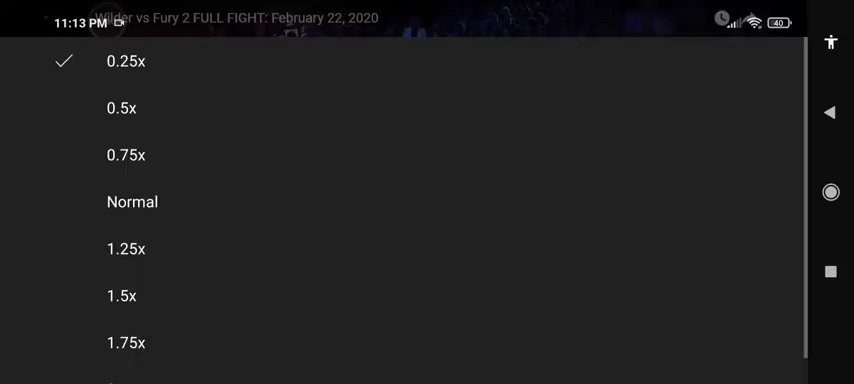 Wilder vs Fury 2 FULL FIGHT: February 22, 2020
11:13 PM
40
0.25x
0.5x
0.75x
Normal
1.25x
1.5x
1.75x